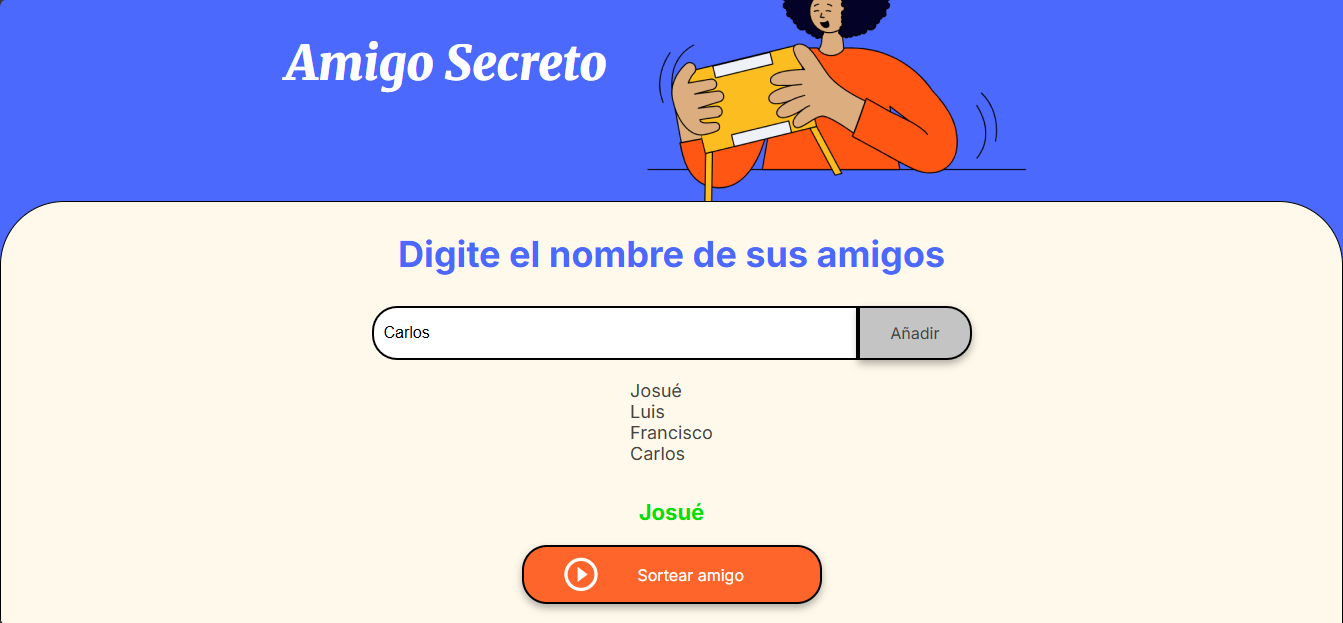 Amigo Secreto
Digite el nombre de sus amigos
Carlos
Añadir
Josué
Luis
Francisco
Carlos
Josué
Sortear amigo